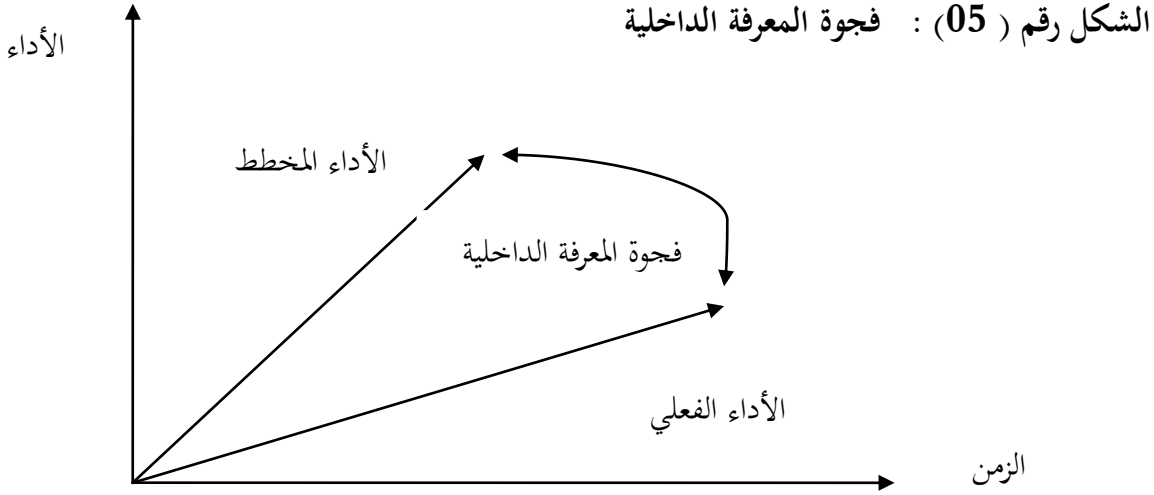 الشكل رقم ( 05) : فجوة المعرفة الداخلية
الأداء
الأداء المخطط
فجوة المعرفة الداخلية
الأداء الفعلي
الزمن